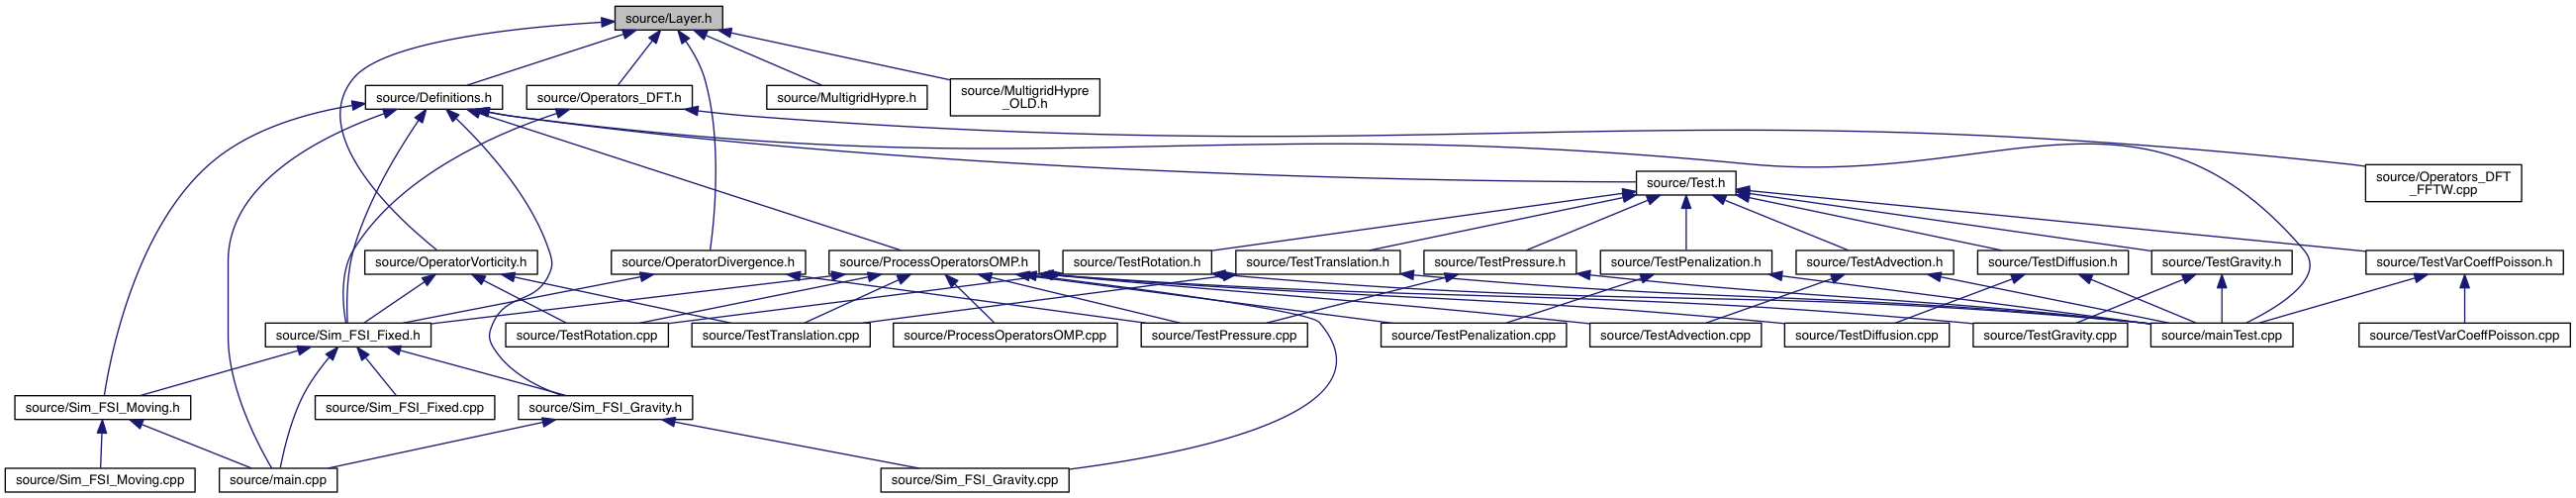 source/Layer.h
source/Definitions.h
source/Operators_DFT.h
source/MultigridHypre.h
source/MultigridHypre
_OLD.h
source/Test.h
source/Operators_DFT
_FFTW.cpp
source/OperatorVorticity.h
source/OperatorDivergence.h
source/ProcessOperatorsOMP.h
source/TestRotation.h
source/TestTranslation.h
source/TestPressure.h
source/TestPenalization.h
source/TestAdvection.h
source/TestDiffusion.h
source/TestGravity.h
source/TestVarCoeffPoisson.h
source/Sim_FSI_Fixed.h
source/TestRotation.cpp
source/TestTranslation.cpp
source/ProcessOperatorsOMP.cpp
source/TestPressure.cpp
source/TestPenalization.cpp
source/TestAdvection.cpp
source/TestDiffusion.cpp
source/TestGravity.cpp
source/mainTest.cpp
source/TestVarCoeffPoisson.cpp
source/Sim_FSI_Moving.h
source/Sim_FSI_Fixed.cpp
source/Sim_FSI_Gravity.h
source/Sim_FSI_Moving.cpp
source/main.cpp
source/Sim_FSI_Gravity.cpp